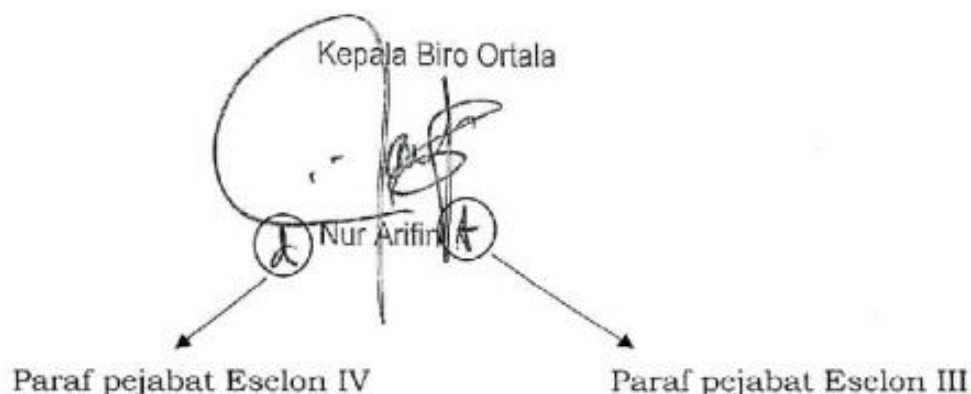 Kepala Biro Ortala
Nur Arifin
Paraf pejabat Eselon IV
Paraf pejabat Eselon III